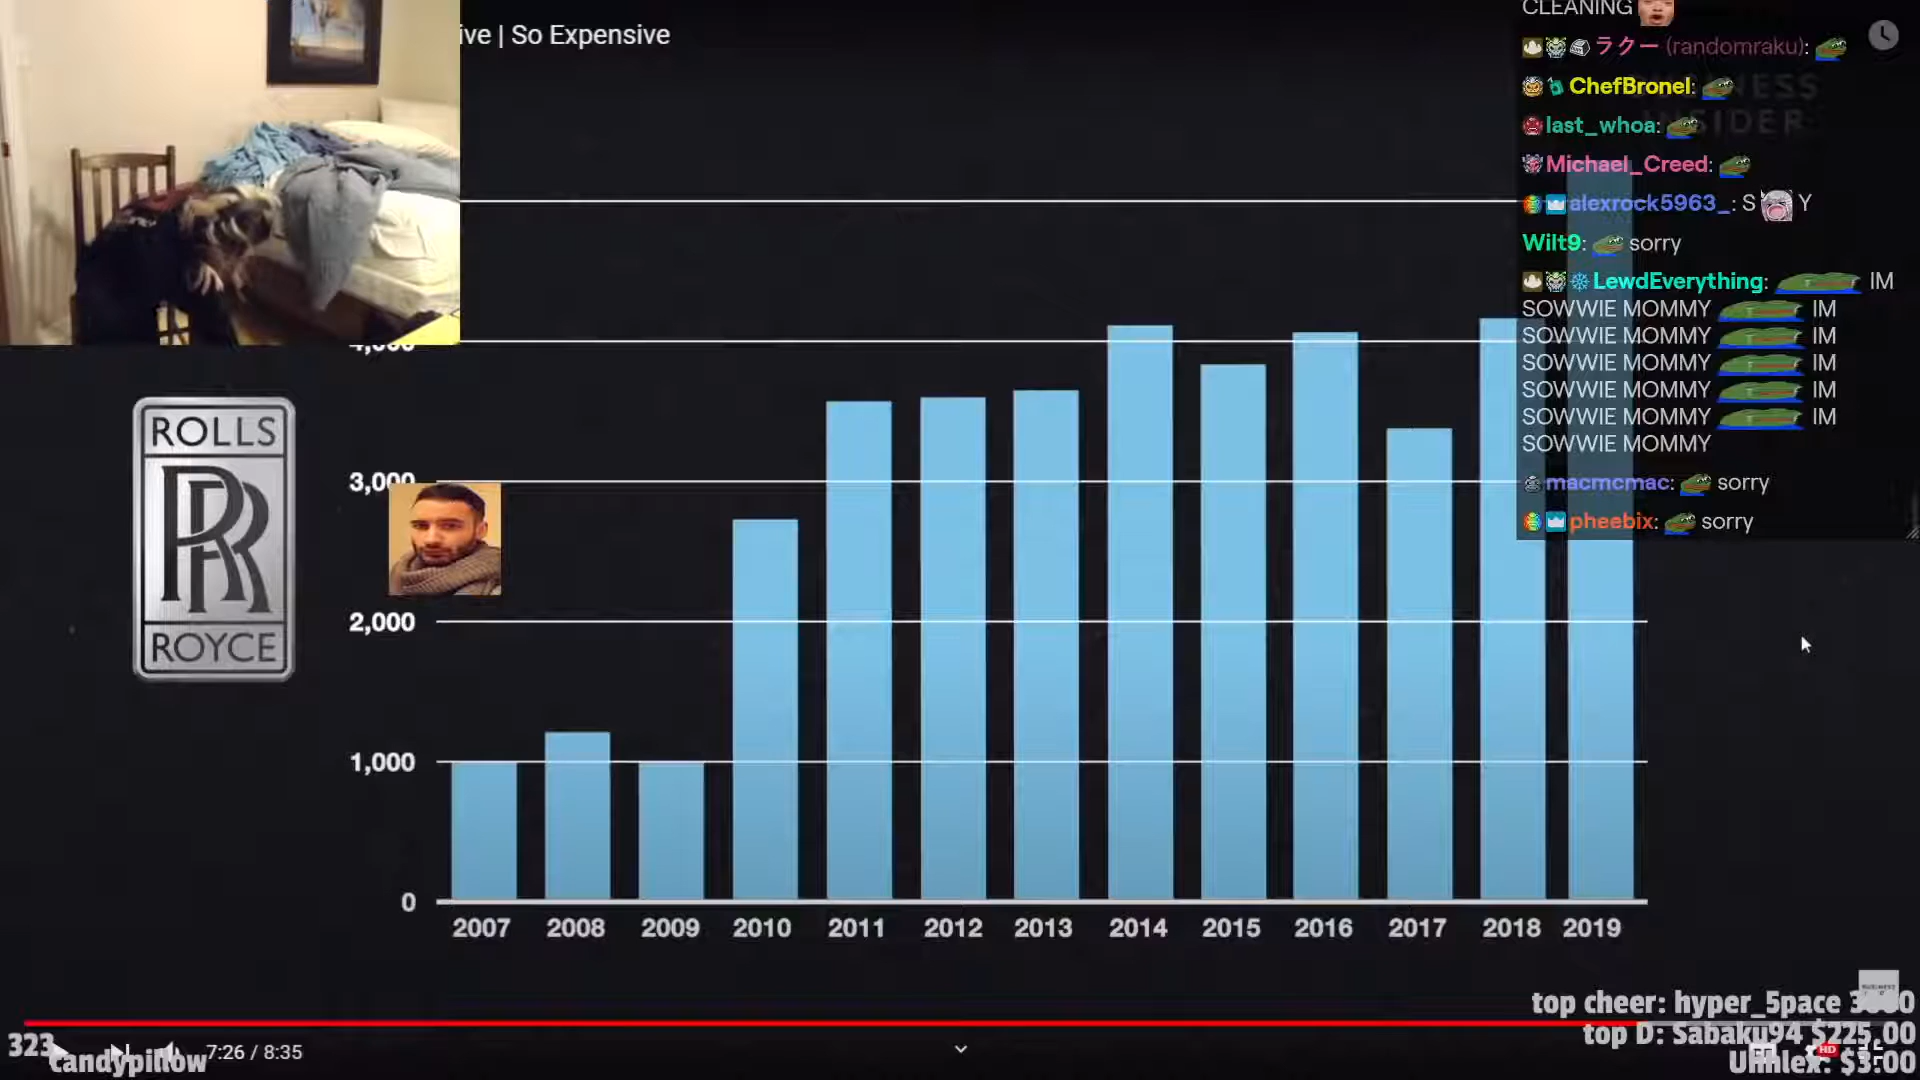 ive | So Expensive
CLEANING
ラクー (randomraku):
ChefBronel:
last_whoa:
Michael_Creed:
alexrock5963_: S Y
Wilt9: sorry
LewdEverything: IM
SOWWIE MOMMY IM
SOWWIE MOMMY IM
SOWWIE MOMMY IM
SOWWIE MOMMY IM
SOWWIE MOMMY IM
SOWWIE MOMMY
macmcmac: sorry
pheebix: sorry
ROLLS
RR
ROYCE
4,000
3,000
2,000
1,000
0
2007 2008 2009 2010 2011 2012 2013 2014 2015 2016 2017 2018 2019
top cheer: hyper_5pace
top D: Sabaku94 $225.00
$3.00
323
candypillow
7:26 / 8:35
HD